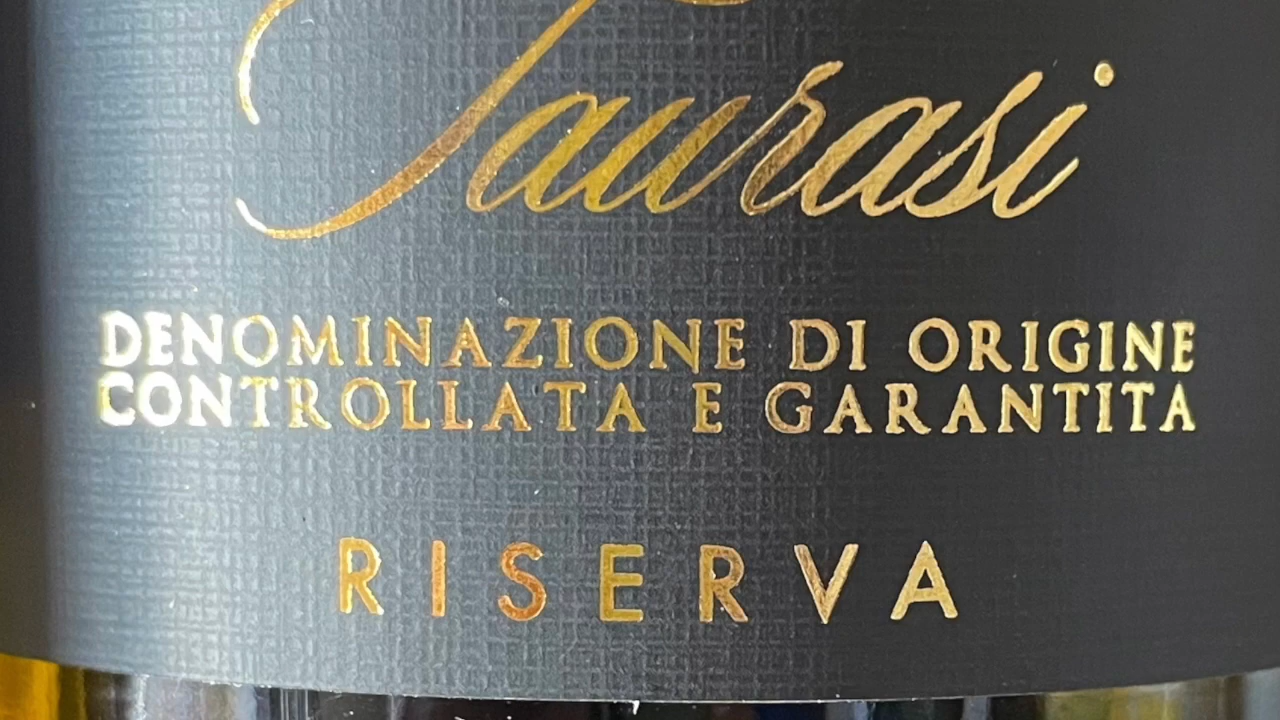 Taurasi
DENOMINAZIONE DI ORIGINE
CONTROLLATA E GARANTITA
RISERVA